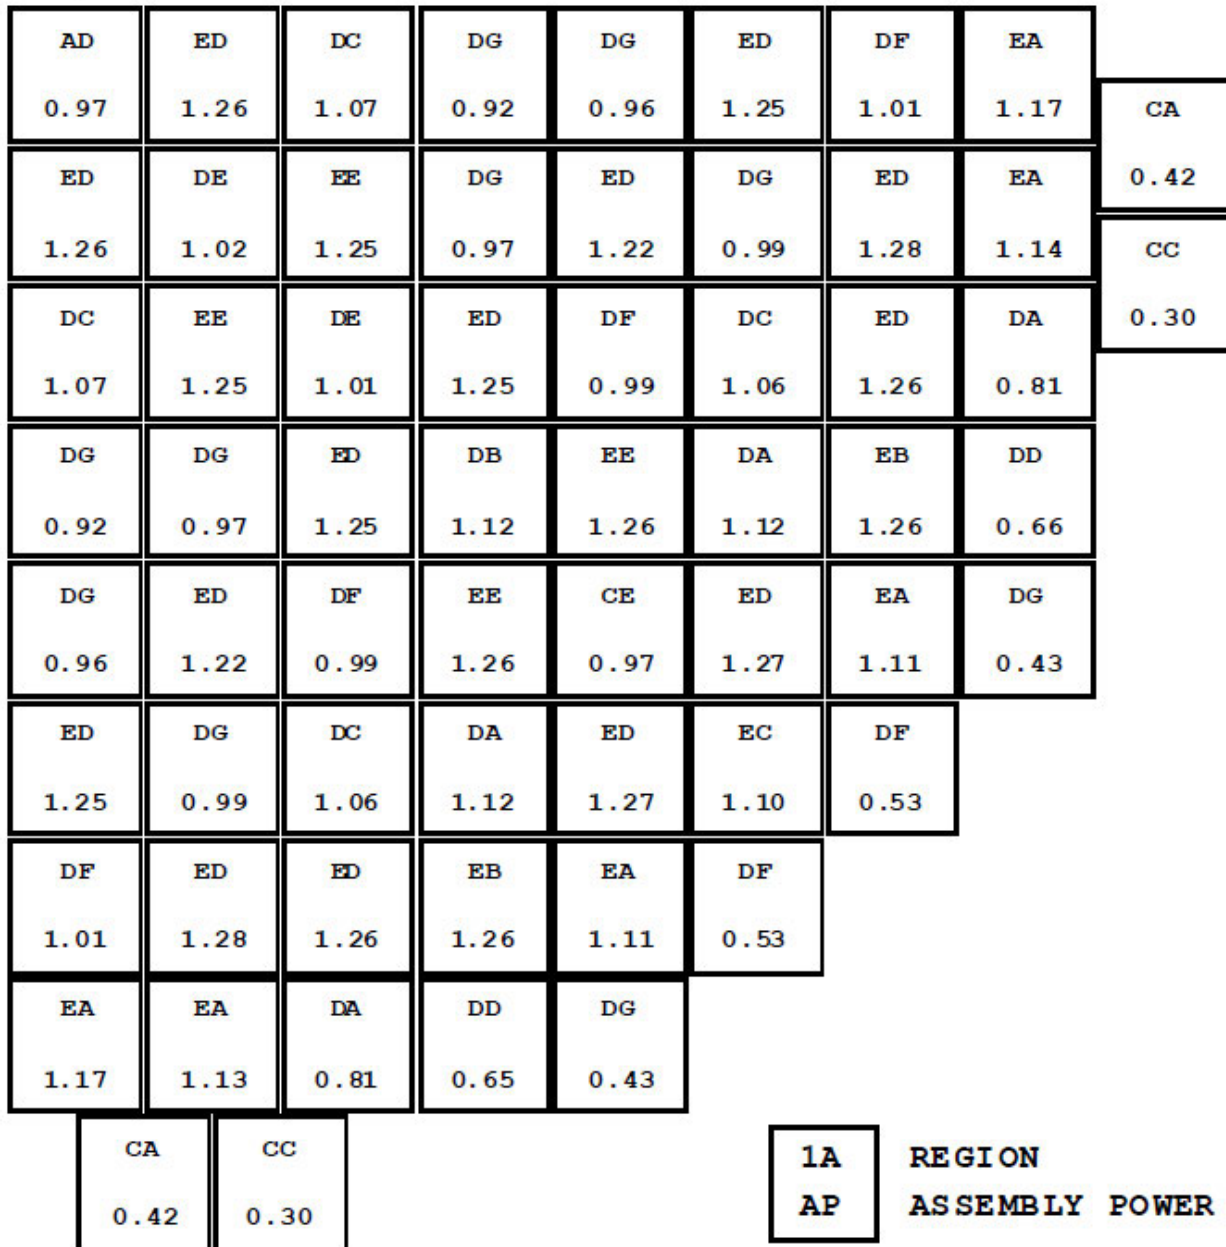 AD ED DC DG DG ED DF EA
0.97 1.26 1.07 0.92 0.96 1.25 1.01 1.17 CA
ED DE EE DG ED DG ED EA 0.42
1.26 1.02 1.25 0.97 1.22 0.99 1.28 1.14 CC
DC EE DE ED DF DC ED DA 0.30
1.07 1.25 1.01 1.25 0.99 1.06 1.26 0.81
DG DG ED DB EE DA EB DD
0.92 0.97 1.25 1.12 1.26 1.12 1.26 0.66
DG ED DF EE CE ED EA DG
0.96 1.22 0.99 1.26 0.97 1.27 1.11 0.43
ED DG DC DA ED EC DF
1.25 0.99 1.06 1.12 1.27 1.10 0.53
DF ED ED EB EA DF
1.01 1.28 1.26 1.26 1.11 0.53
EA EA DA DD DG
1.17 1.13 0.81 0.65 0.43
CA CC
0.42 0.30
1A REGION
AP ASSEMBLY POWER